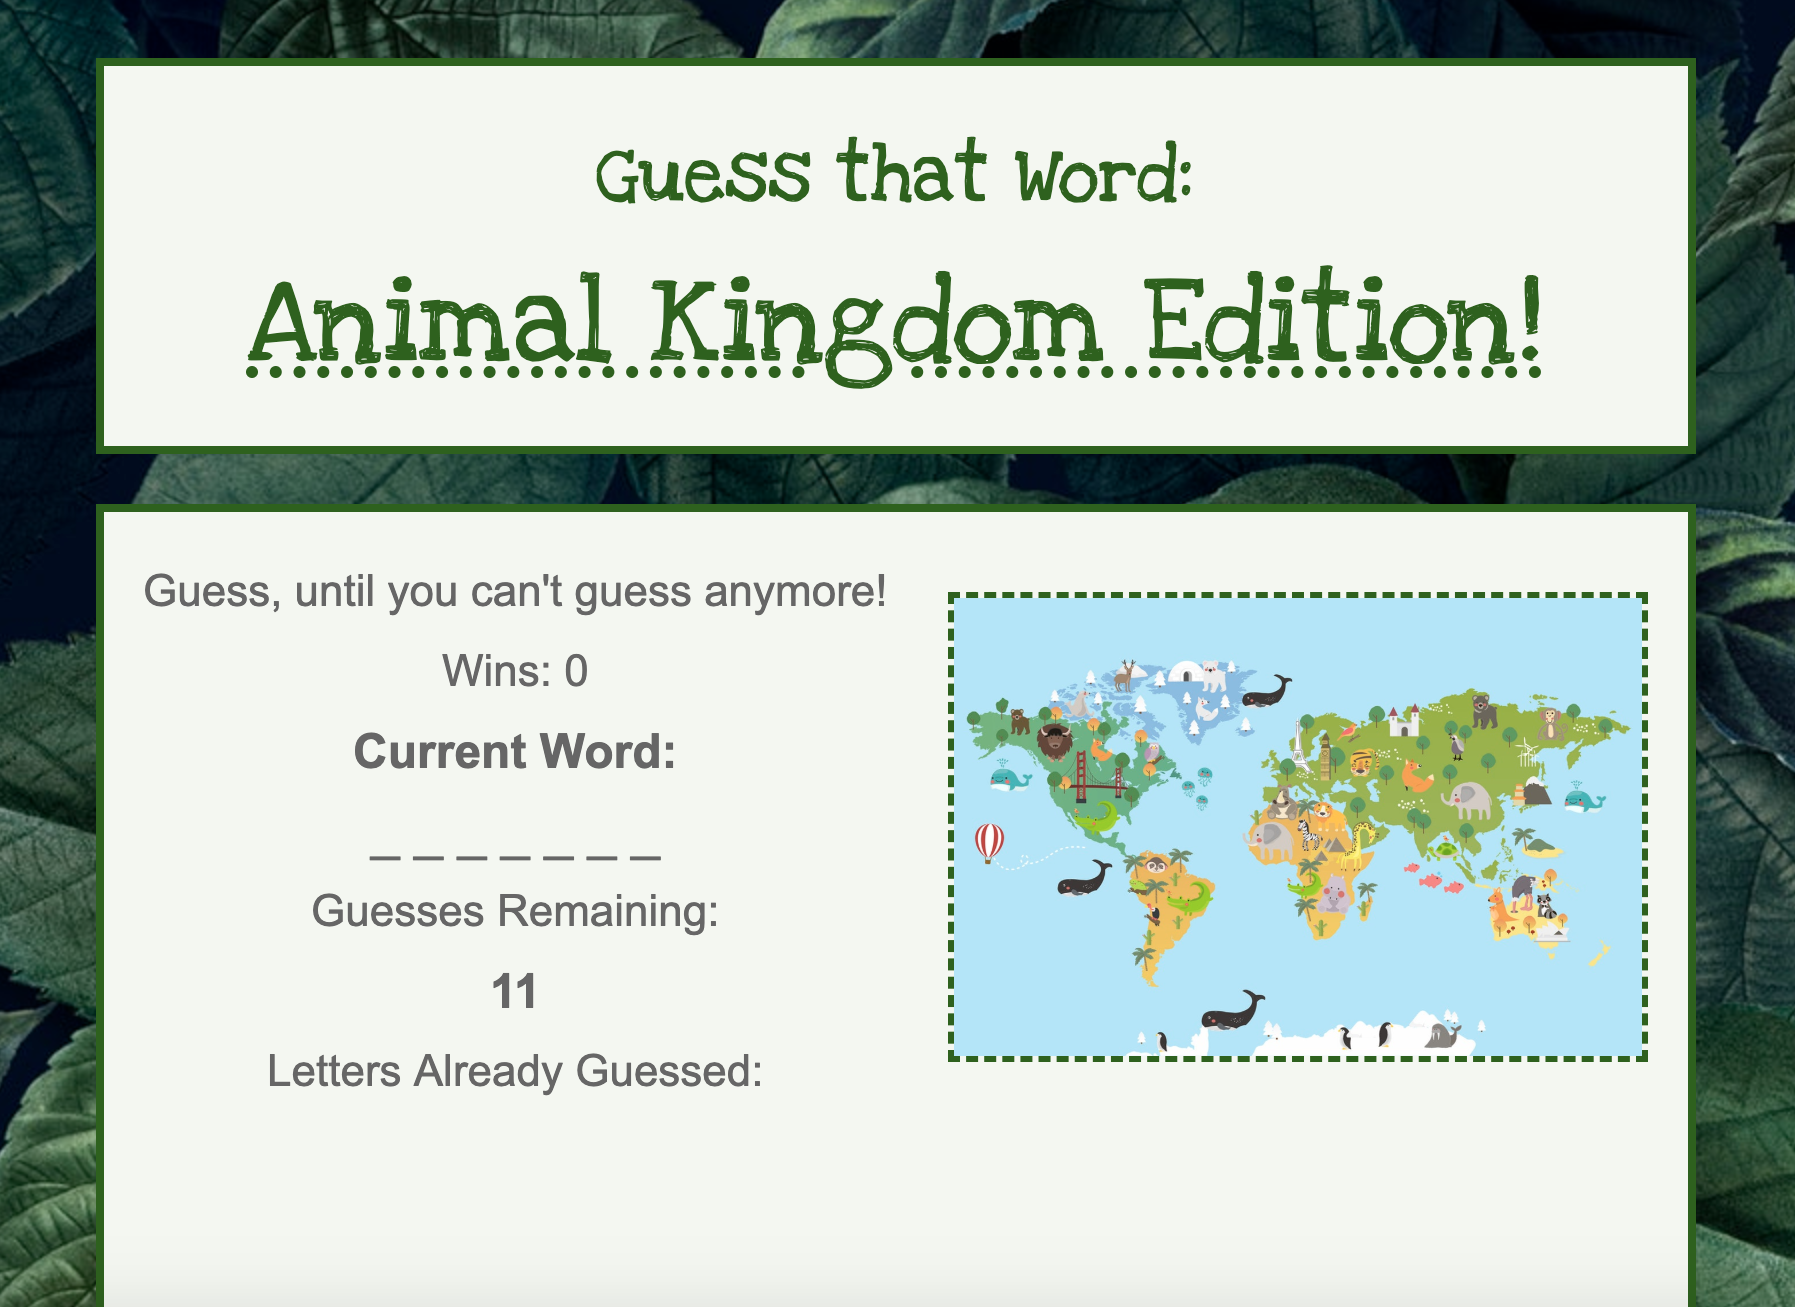 Guess that Word:
Animal Kingdom Edition!
Guess, until you can't guess anymore!
Wins: 0
Current Word:
_ _ _ _ _ _ _
Guesses Remaining:
11
Letters Already Guessed: